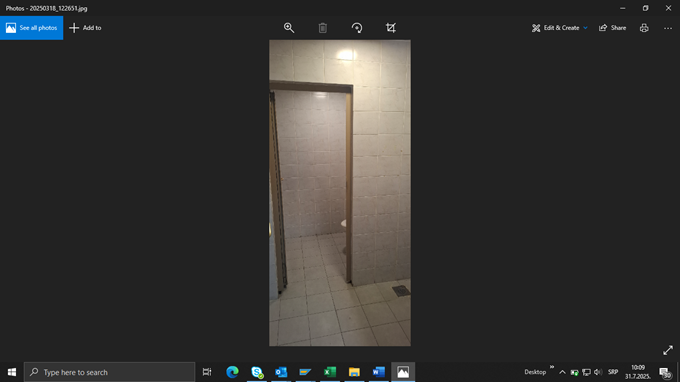 Photos - 20250318_122651.jpg
See all photos
Add to
Edit & Create
Share
Type here to search
Desktop
SRP
10:09
31.7.2025.
30